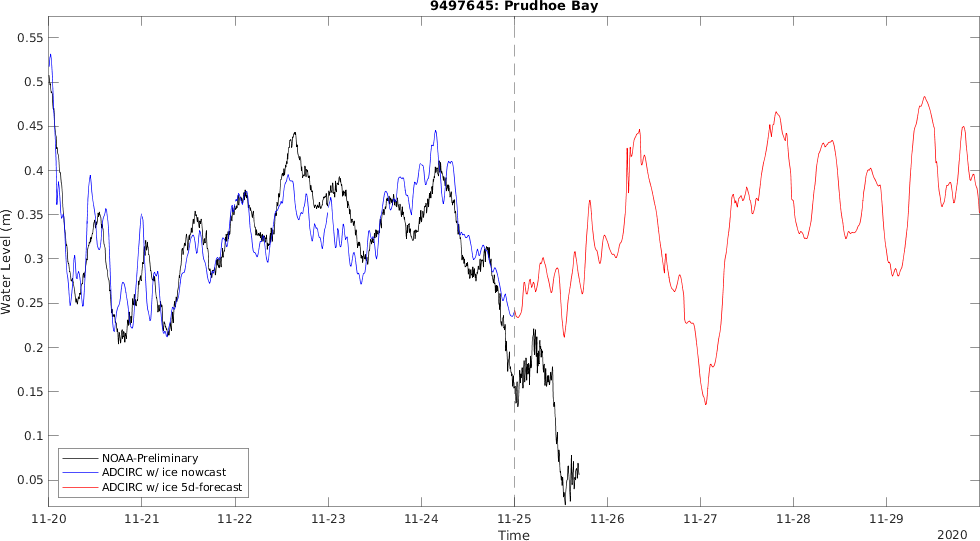 9497645: Prudhoe Bay
0.55
0.5
0.45
0.4
0.35
0.3
0.25
0.2
0.15
0.1
0.05
Water Level (m)
NOAA-Preliminary
ADCIRC w/ ice nowcast
ADCIRC w/ ice 5d-forecast
11-20 11-21 11-22 11-23 11-24 11-25 11-26 11-27 11-28 11-29
Time
2020